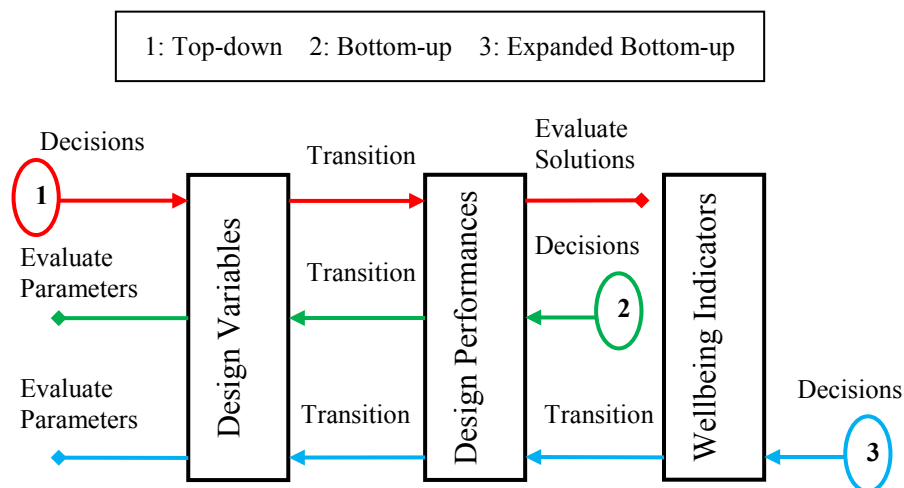 1: Top-down 2: Bottom-up 3: Expanded Bottom-up
Decisions
Transition
Evaluate
Solutions
1
Evaluate
Parameters
Transition
Decisions
2
Evaluate
Parameters
Transition
Transition
Decisions
3
Design Variables
Design Performances
Wellbeing Indicators